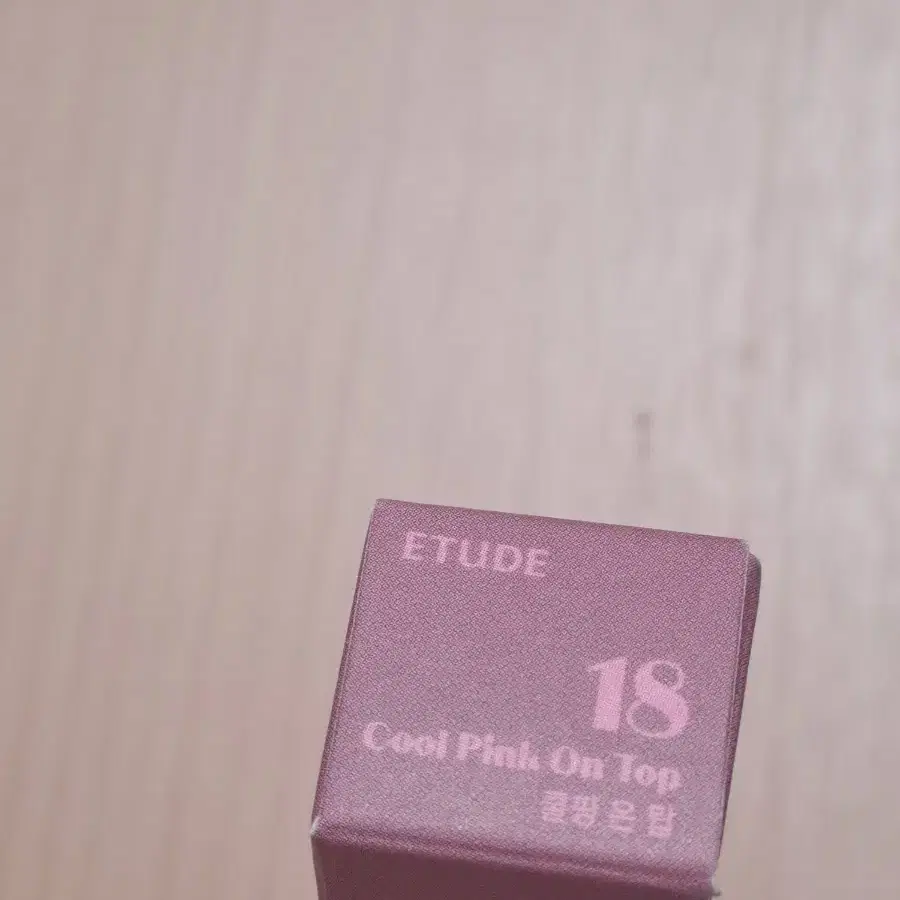 ETUDE
18
Cool Pink On Top
쿨핑 온 탑